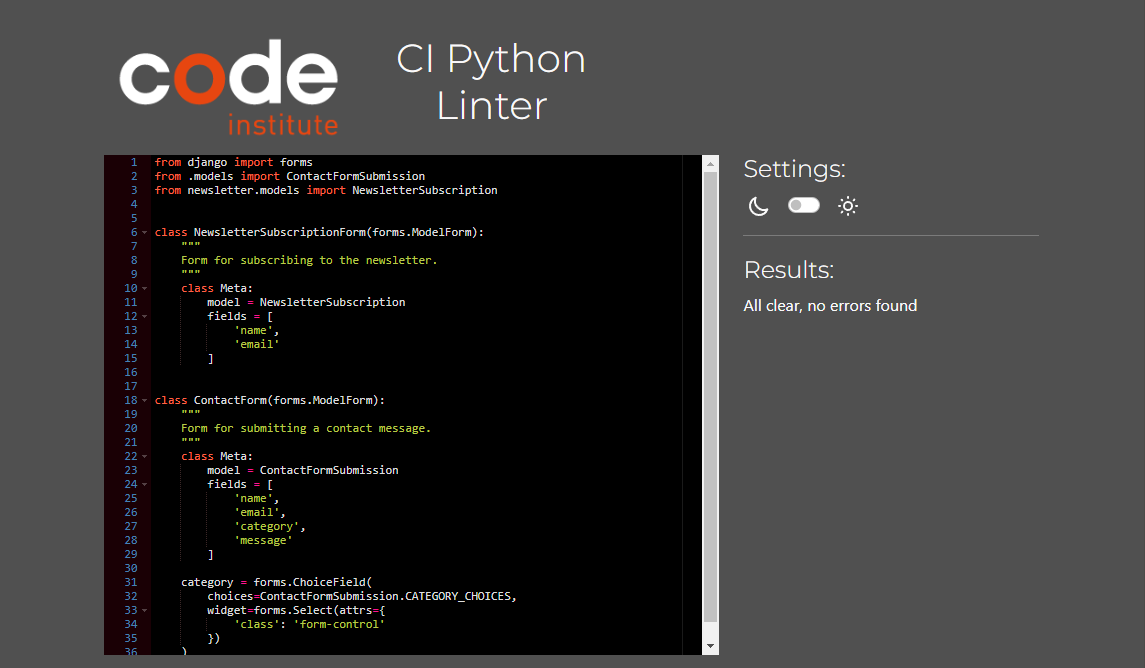 code
institute
CI Python
Linter
1 from django import forms
2 from .models import ContactFormSubmission
3 from newsletter.models import NewsletterSubscription
4
5
6 class NewsletterSubscriptionForm(forms.ModelForm):
7     """
8     Form for subscribing to the newsletter.
9     """
10     class Meta:
11         model = NewsletterSubscription
12         fields = [
13             'name',
14             'email'
15         ]
16
17
18 class ContactForm(forms.ModelForm):
19     """
20     Form for submitting a contact message.
21     """
22     class Meta:
23         model = ContactFormSubmission
24         fields = [
25             'name',
26             'email',
27             'category',
28             'message'
29         ]
30
31     category = forms.ChoiceField(
32         choices=ContactFormSubmission.CATEGORY_CHOICES,
33         widget=forms.Select(attrs={
34             'class': 'form-control'
35         })
36     )
Settings:
Results:
All clear, no errors found